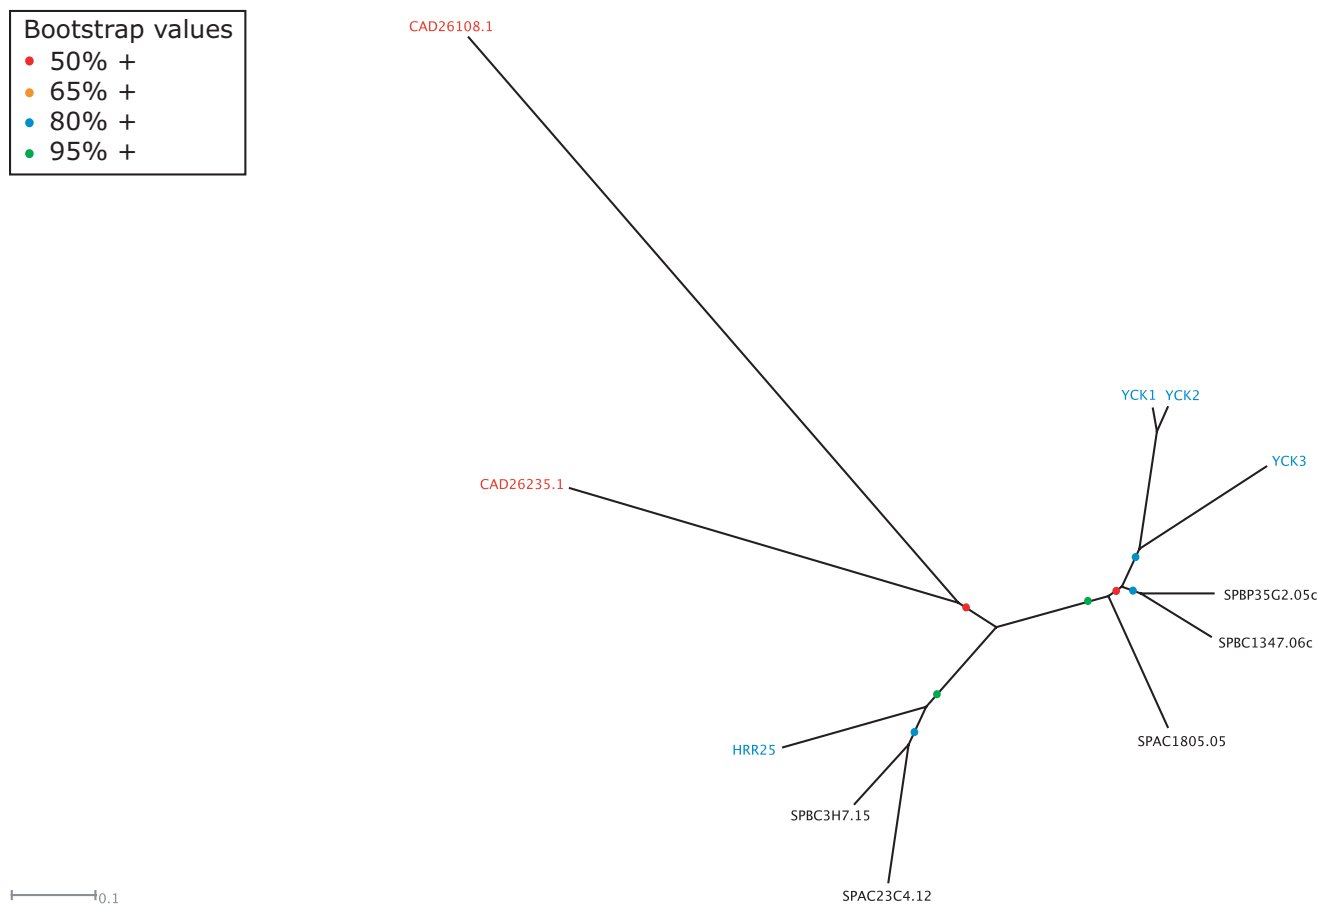 Bootstrap values
50% +
65% +
80% +
95% +
CAD26108.1
YCK1
YCK2
YCK3
CAD26235.1
SPBP35G2.05c
SPBC1347.06c
SPAC1805.05
HRR25
SPBC3H7.15
SPAC23C4.12
0.1